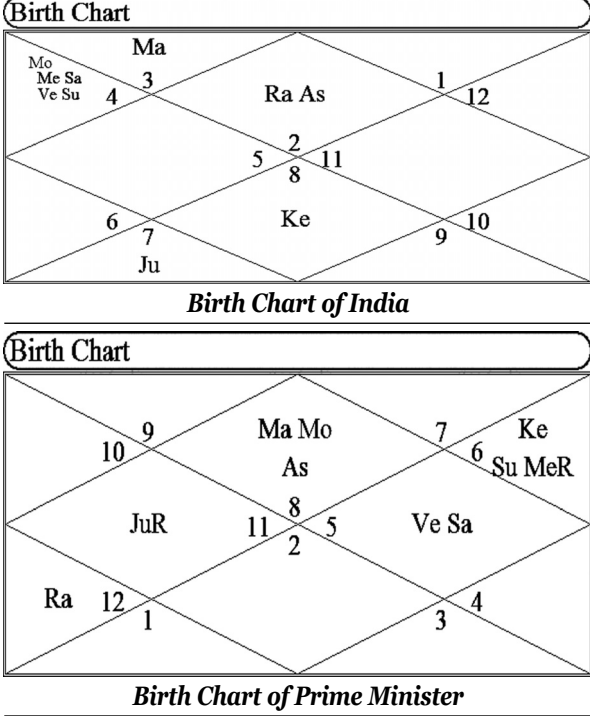 Birth Chart
Ma
Mo
Me Sa
Ve Su
3
4
Ra As
1
12
2
5
11
8
6
7
Ke
10
9
Ju
Birth Chart of India
Birth Chart
9
10
Ma Mo
As
7
6
Ke
Su MeR
JuR
8
11
5
2
Ve Sa
Ra
12
1
4
3
Birth Chart of Prime Minister